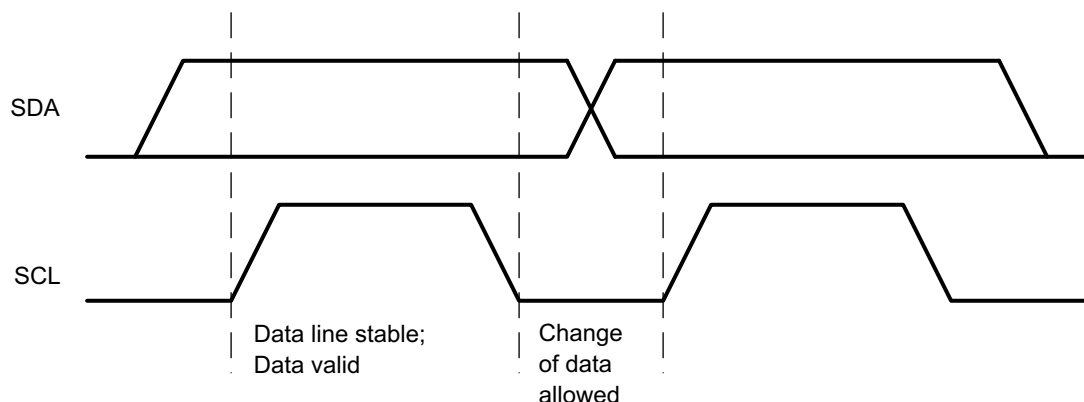 SDA
SCL
Data line stable;
Data valid
Change
of data
allowed